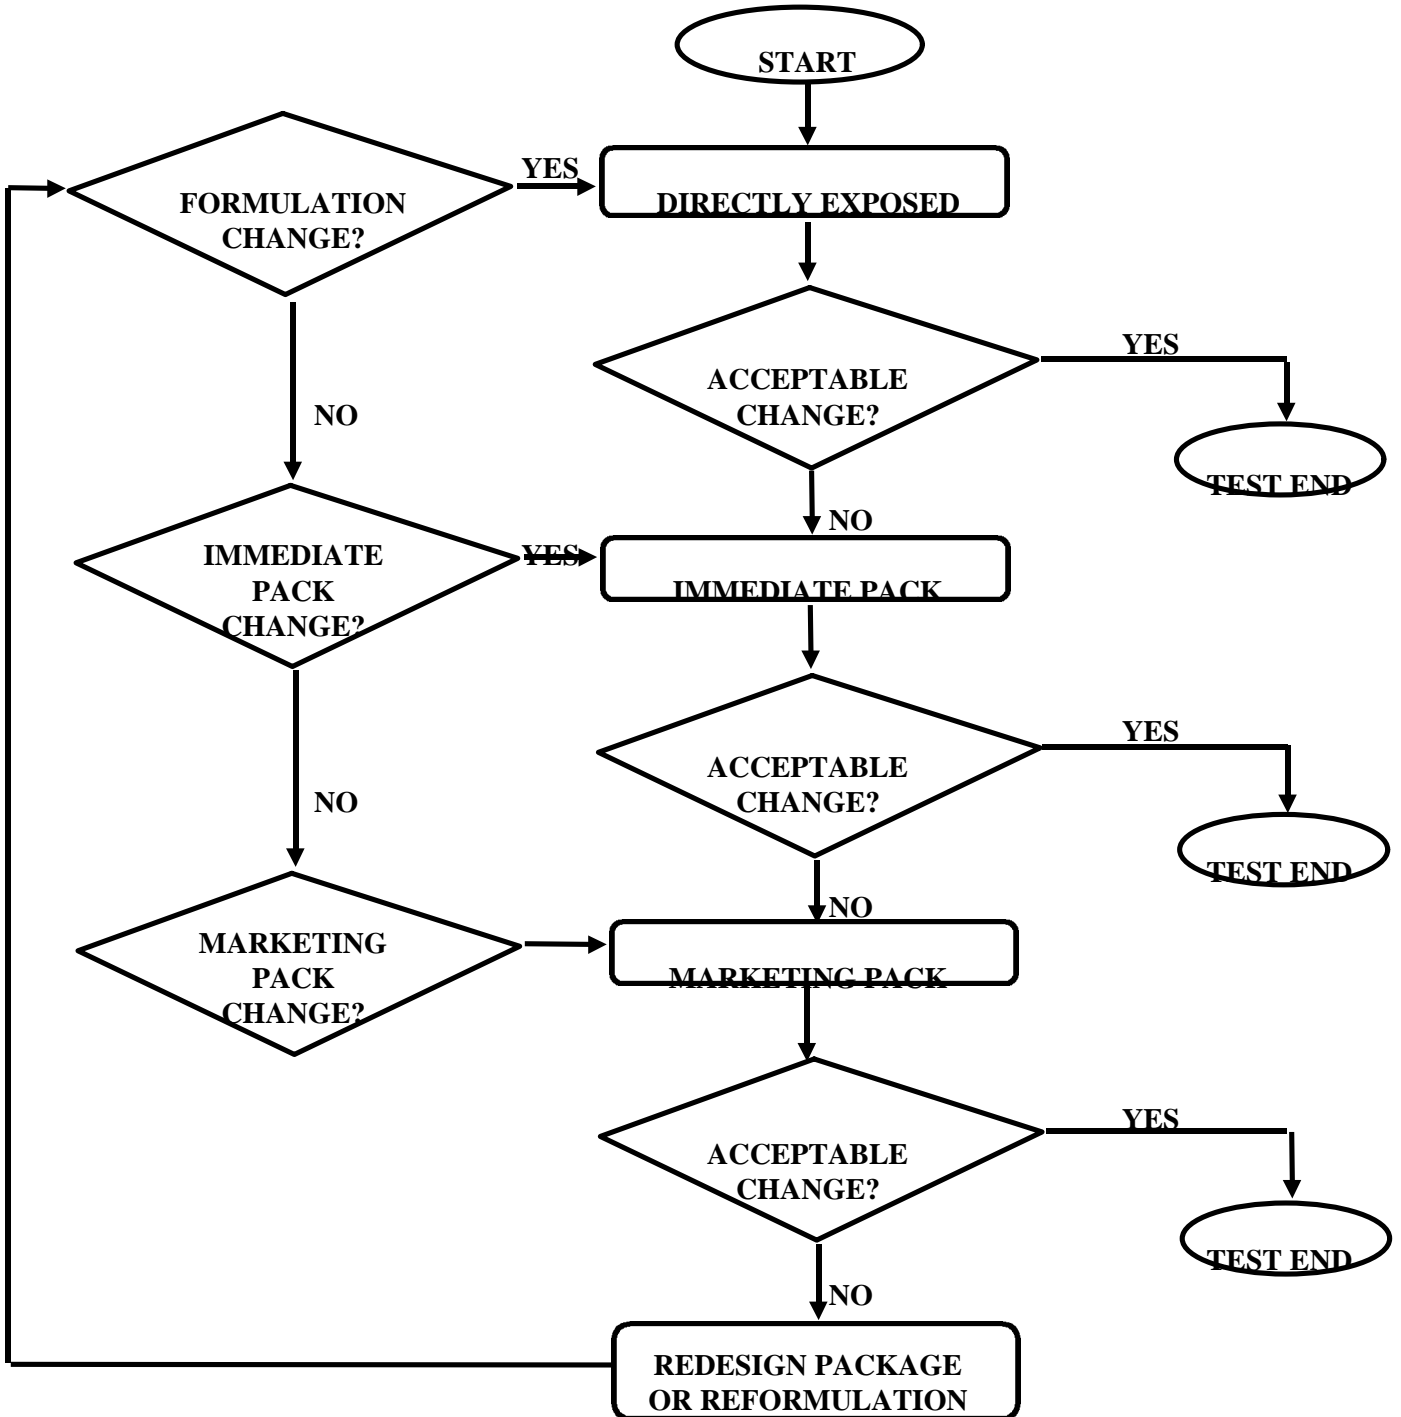 START
YES
DIRECTLY EXPOSED
FORMULATION
CHANGE?
YES
ACCEPTABLE
CHANGE?
NO
TEST END
NO
IMMEDIATE
PACK
CHANGE?
YES
IMMEDIATE PACK
YES
ACCEPTABLE
CHANGE?
NO
TEST END
NO
MARKETING
PACK
CHANGE?
MARKETING PACK
YES
ACCEPTABLE
CHANGE?
TEST END
NO
REDESIGN PACKAGE
OR REFORMULATION